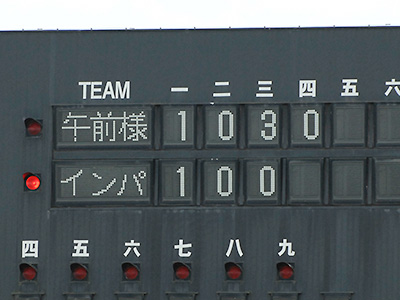 TEAM 一 二 三 四 五 六
午前様 1 0 3 0
インパ 1 0 0
四 五 六 七 八 九